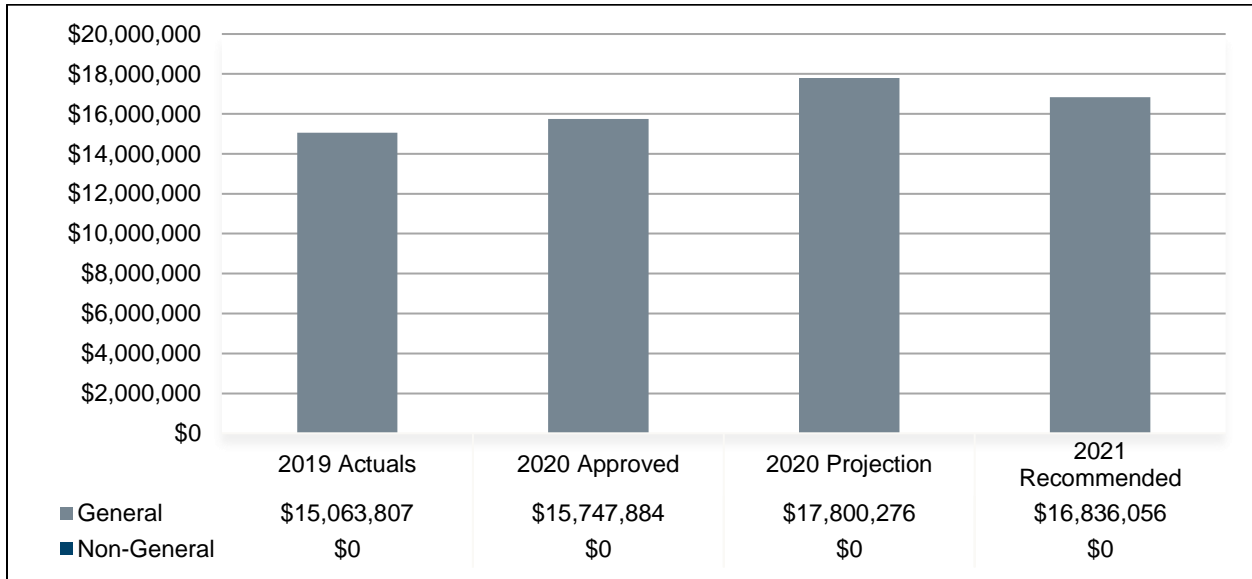 $20,000,000
$18,000,000
$16,000,000
$14,000,000
$12,000,000
$10,000,000
$8,000,000
$6,000,000
$4,000,000
$2,000,000
$0
2019 Actuals 2020 Approved 2020 Projection 2021
Recommended
General $15,063,807 $15,747,884 $17,800,276 $16,836,056
Non-General $0 $0 $0 $0